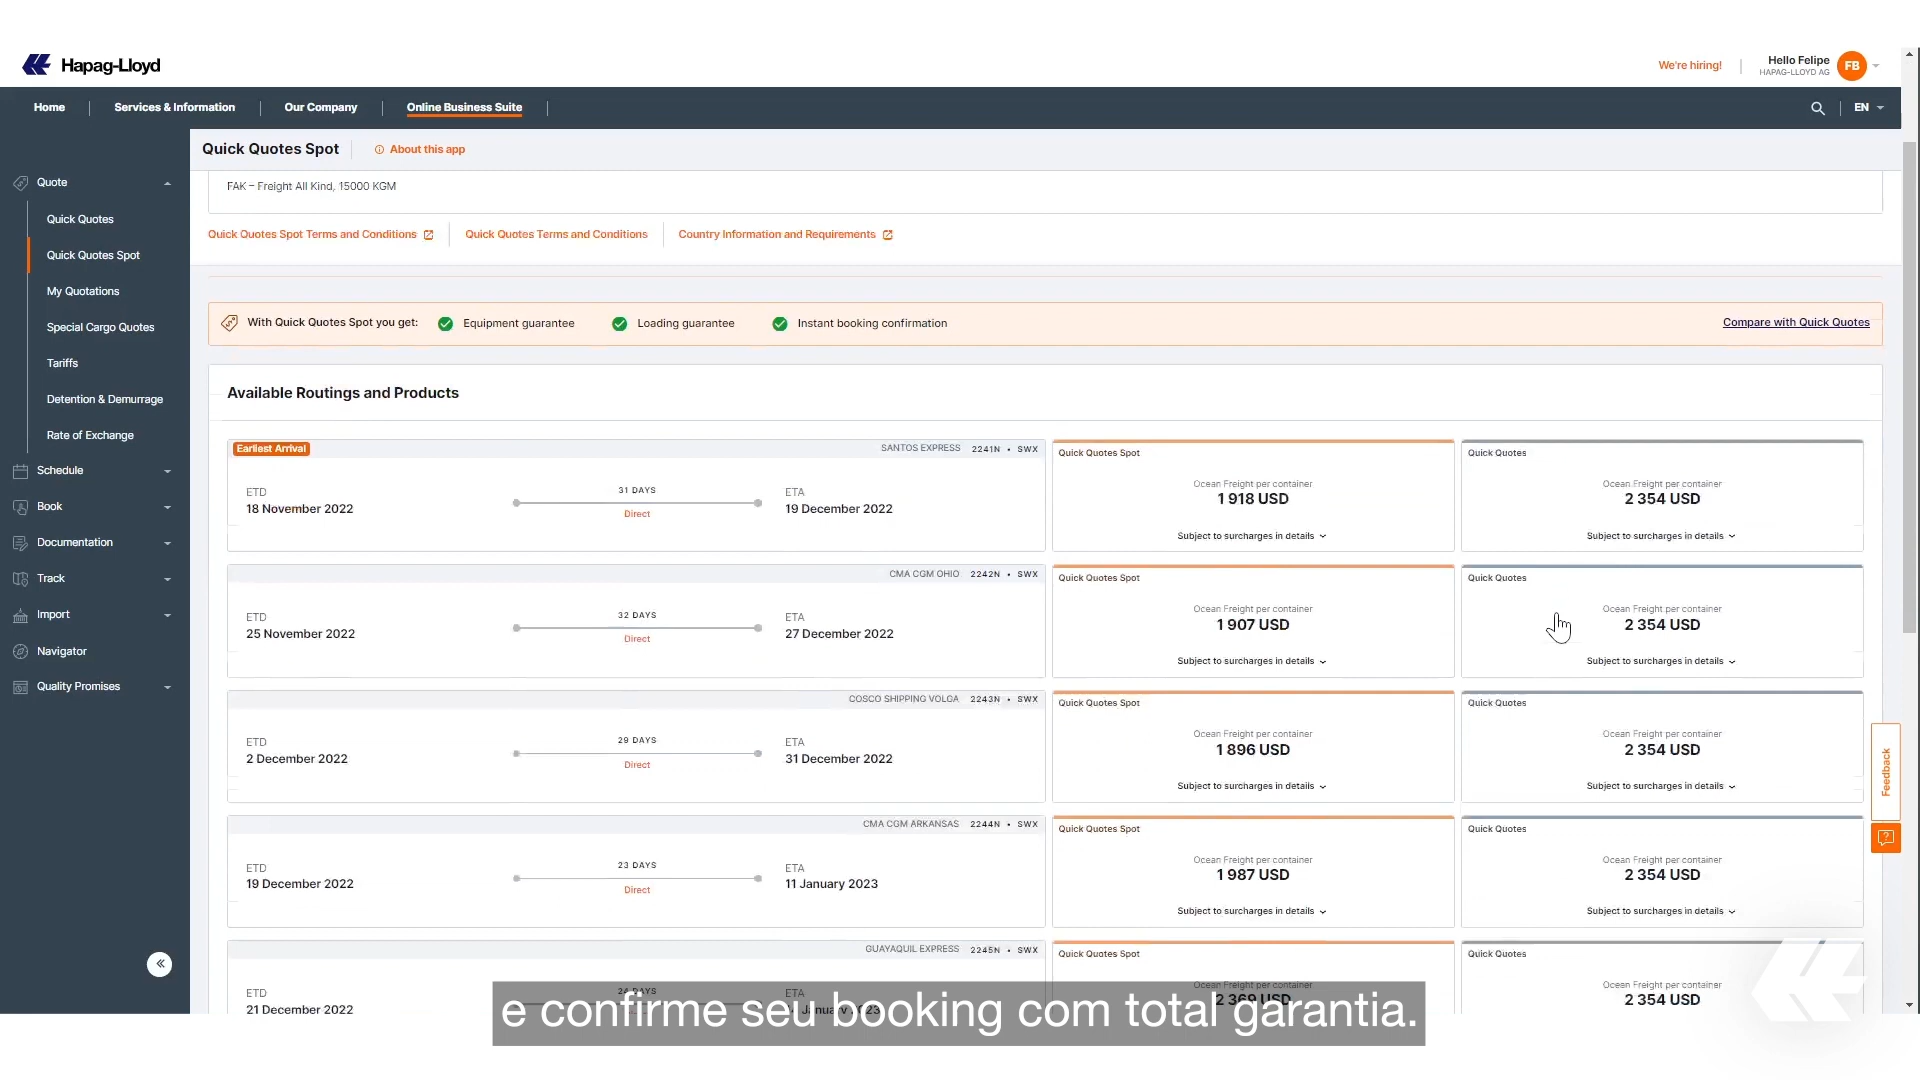 Hapag-Lloyd
We're hiring!
Hello Felipe
HAPAG-LLOYD AG
FB
Home
Services & Information
Our Company
Online Business Suite
EN
Quick Quotes Spot
About this app
Quote
Quick Quotes
Quick Quotes Spot
My Quotations
Special Cargo Quotes
Tariffs
Detention & Demurrage
Rate of Exchange
Schedule
Book
Documentation
Track
Import
Navigator
Quality Promises
FAK – Freight All Kind, 15000 KGM
Quick Quotes Spot Terms and Conditions
Quick Quotes Terms and Conditions
Country Information and Requirements
With Quick Quotes Spot you get:
Equipment guarantee
Loading guarantee
Instant booking confirmation
Compare with Quick Quotes
Available Routings and Products
Earliest Arrival
SANTOS EXPRESS 2241N • SWX
ETD
18 November 2022
31 DAYS
Direct
ETA
19 December 2022
Quick Quotes Spot
Ocean Freight per container
1 918 USD
Subject to surcharges in details
Quick Quotes
Ocean Freight per container
2 354 USD
Subject to surcharges in details
CMA CGM OHIO 2242N • SWX
ETD
25 November 2022
32 DAYS
Direct
ETA
27 December 2022
Quick Quotes Spot
Ocean Freight per container
1 907 USD
Subject to surcharges in details
Quick Quotes
Ocean Freight per container
2 354 USD
Subject to surcharges in details
COSCO SHIPPING VOLGA 2243N • SWX
ETD
2 December 2022
29 DAYS
Direct
ETA
31 December 2022
Quick Quotes Spot
Ocean Freight per container
1 896 USD
Subject to surcharges in details
Quick Quotes
Ocean Freight per container
2 354 USD
Subject to surcharges in details
CMA CGM ARKANSAS 2244N • SWX
ETD
19 December 2022
23 DAYS
Direct
ETA
11 January 2023
Quick Quotes Spot
Ocean Freight per container
1 987 USD
Subject to surcharges in details
Quick Quotes
Ocean Freight per container
2 354 USD
Subject to surcharges in details
GUAYAQUIL EXPRESS 2245N • SWX
ETD
21 December 2022
24 DAYS
ETA
January 2023
Quick Quotes Spot
Ocean Freight per container
2 369 USD
Quick Quotes
Ocean Freight per container
2 354 USD
Feedback
e confirme seu booking com total garantia.